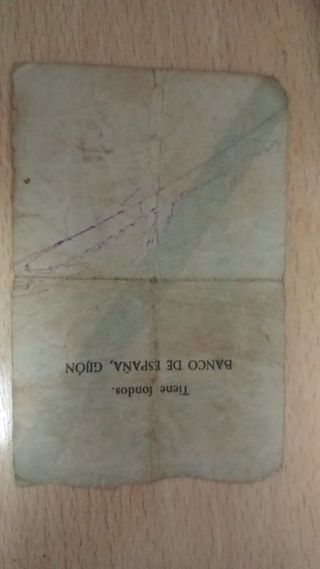 Tiene fondos.
BANCO DE ESPAÑA, GIJÓN